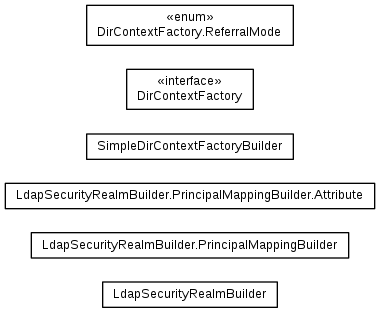 «enum»
DirContextFactory.ReferralMode
«interface»
DirContextFactory
SimpleDirContextFactoryBuilder
LdapSecurityRealmBuilder.PrincipalMappingBuilder.Attribute
LdapSecurityRealmBuilder.PrincipalMappingBuilder
LdapSecurityRealmBuilder